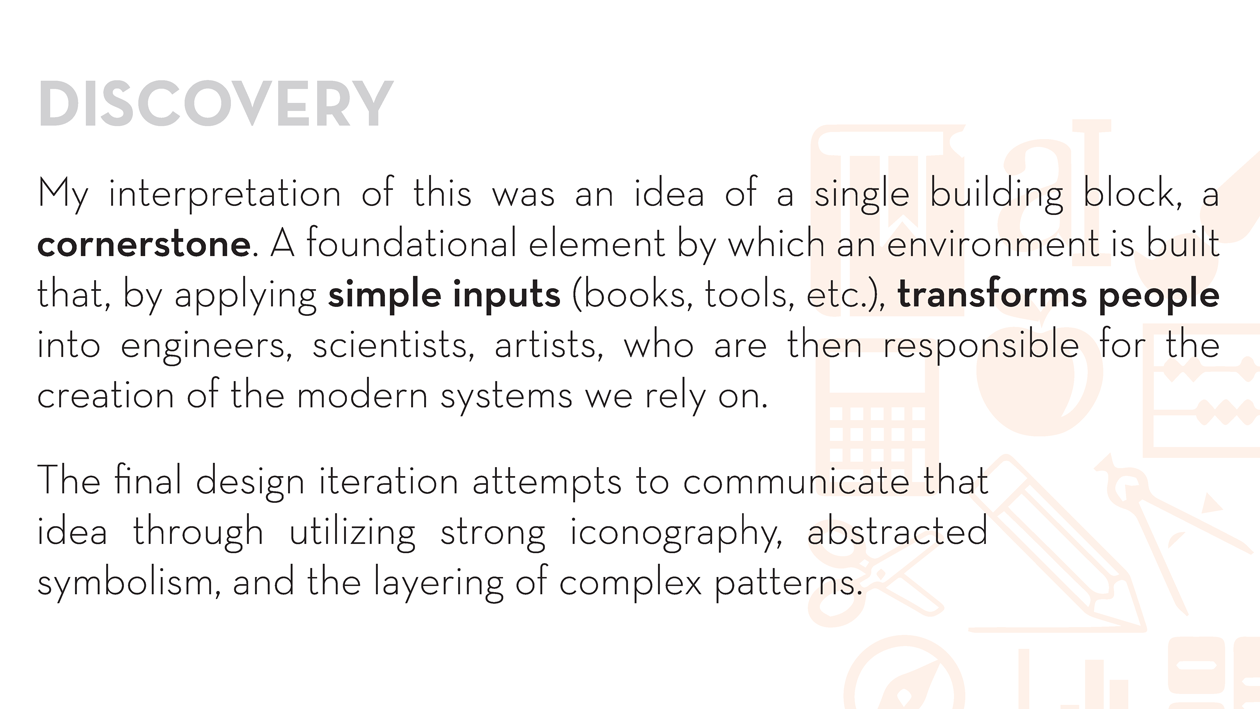 DISCOVERY
My interpretation of this was an idea of a single building block, a
cornerstone. A foundational element by which an environment is built
that, by applying simple inputs (books, tools, etc.), transforms people
into engineers, scientists, artists, who are then responsible for the
creation of the modern systems we rely on.
The final design iteration attempts to communicate that
idea through utilizing strong iconography, abstracted
symbolism, and the layering of complex patterns.